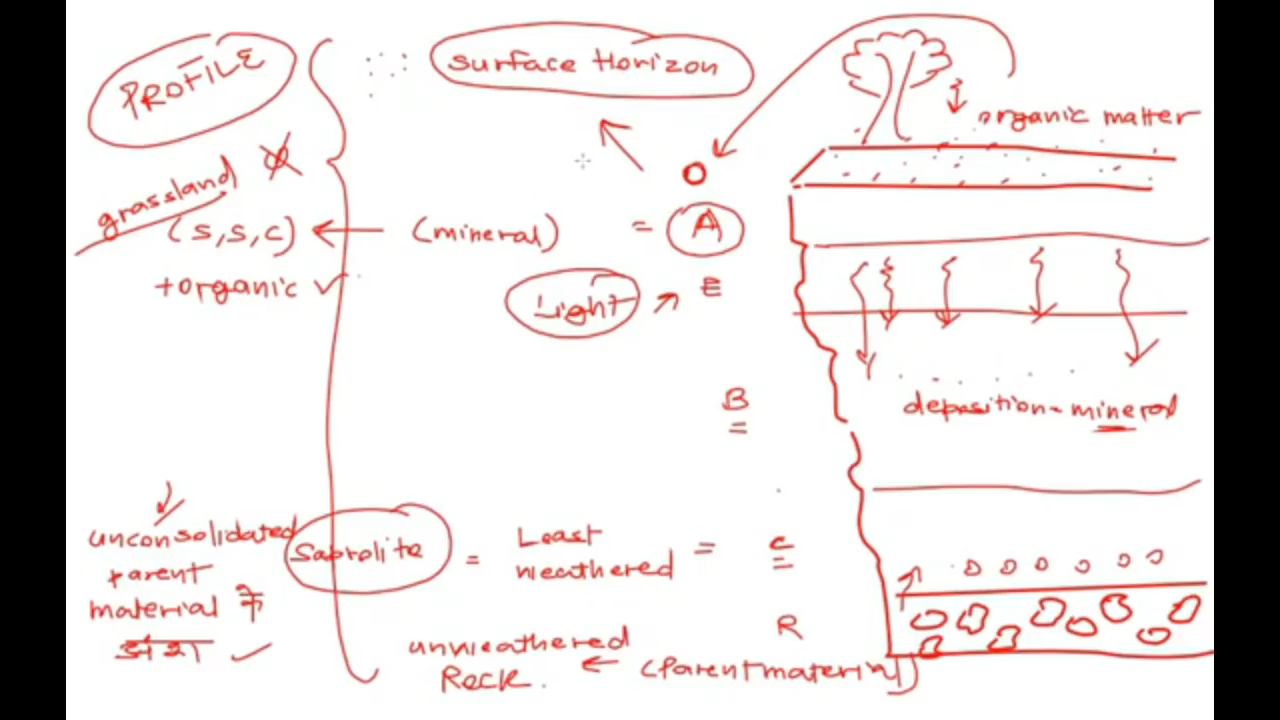 PROFILE
Surface Horizon
organic matter
grassland
O
(s,s,c)
(mineral)
= A
+organic
Light
E
B
=
deposition - mineral
unconsolidated
parent
material के
अंश
Saprolite
= Least
weathered
= C
=
R
unweathered
Rock.
(Parent material)